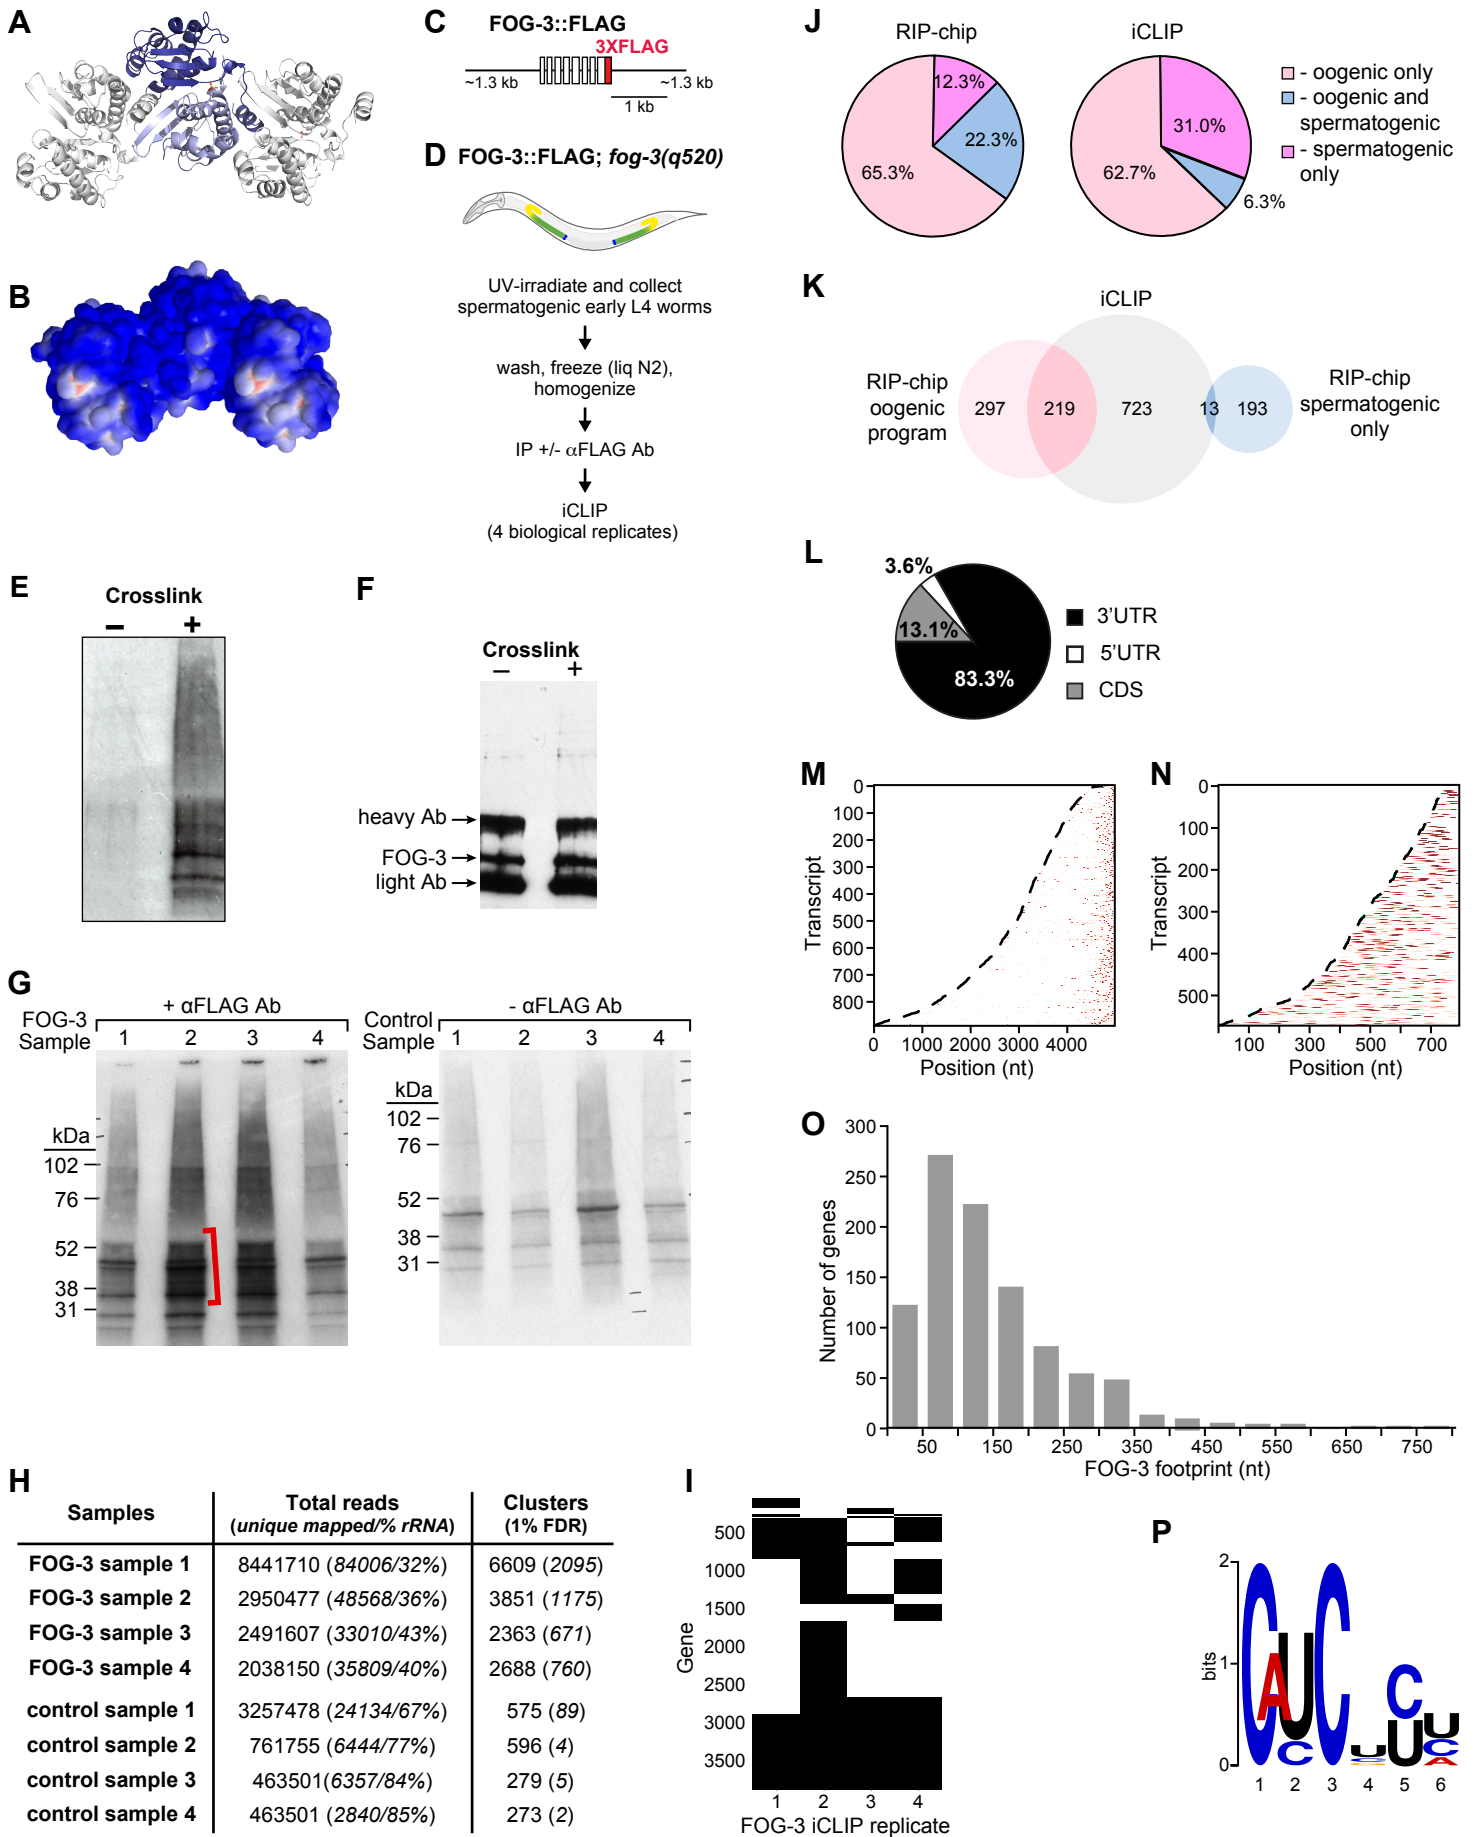 A
B
C
FOG-3::FLAG
3XFLAG
~1.3 kb
~1.3 kb
1 kb
D FOG-3::FLAG; fog-3(q520)
UV-irradiate and collect
spermatogenic early L4 worms
wash, freeze (liq N2),
homogenize
IP +/- αFLAG Ab
iCLIP
(4 biological replicates)
E
Crosslink
– +
F
Crosslink
– +
heavy Ab
FOG-3
light Ab
G
+ αFLAG Ab
FOG-3
Sample
1 2 3 4
kDa
102
76
52
38
31
- αFLAG Ab
Control
Sample
1 2 3 4
kDa
102
76
52
38
31
H
Samples
Total reads
(unique mapped/% rRNA)
Clusters
(1% FDR)
FOG-3 sample 1 8441710 (84006/32%) 6609 (2095)
FOG-3 sample 2 2950477 (48568/36%) 3851 (1175)
FOG-3 sample 3 2491607 (33010/43%) 2363 (671)
FOG-3 sample 4 2038150 (35809/40%) 2688 (760)
control sample 1 3257478 (24134/67%) 575 (89)
control sample 2 761755 (6444/77%) 596 (4)
control sample 3 463501(6357/84%) 279 (5)
control sample 4 463501 (2840/85%) 273 (2)
I
Gene
500
1000
1500
2000
2500
3000
3500
1 2 3 4
FOG-3 iCLIP replicate
J
RIP-chip
12.3%
22.3%
65.3%
iCLIP
31.0%
62.7%
6.3%
- oogenic only
- oogenic and
spermatogenic
- spermatogenic
only
K
iCLIP
RIP-chip
oogenic
program
297 219 723 13 193
RIP-chip
spermatogenic
only
L
3.6%
13.1%
83.3%
3'UTR
5'UTR
CDS
M
Transcript
0
100
200
300
400
500
600
700
800
0 1000 2000 3000 4000
Position (nt)
N
Transcript
0
100
200
300
400
500
100 300 500 700
Position (nt)
O
Number of genes
300
250
200
150
100
50
0
50 150 250 350 450 550 650 750
FOG-3 footprint (nt)
P
bits
2
1
0
C A U C C U C U C U C A
1 2 3 4 5 6